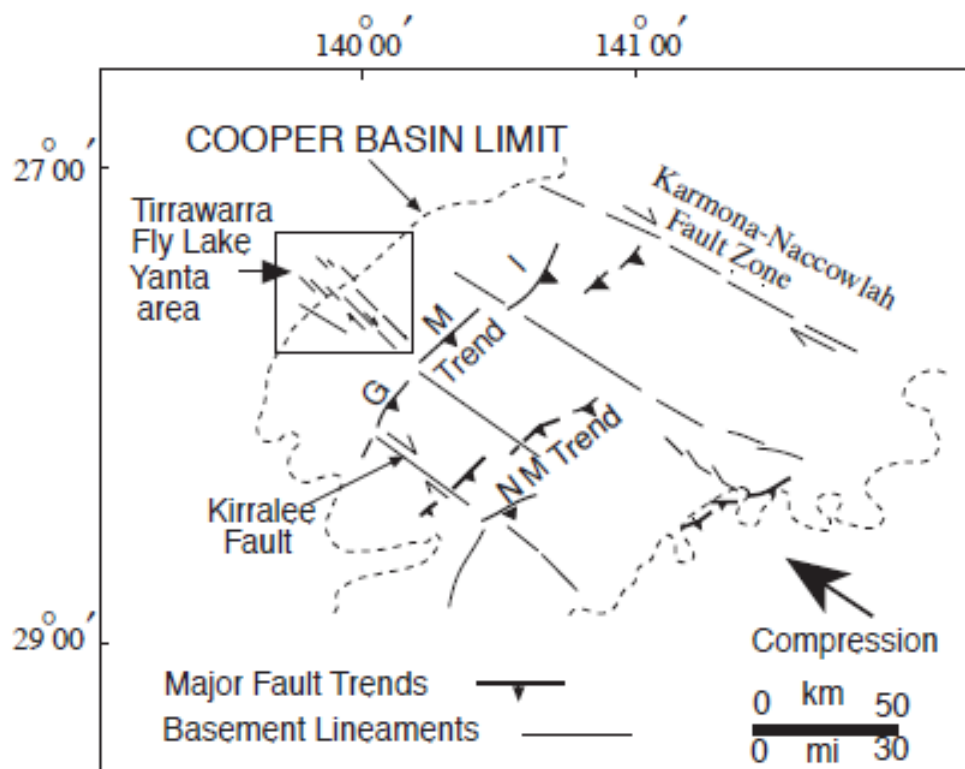 140°00′ 141°00′
27°00′
COOPER BASIN LIMIT
Karmona-Naccowlah
Fault Zone
Tirrawarra
Fly Lake
Yanta
area
I
M
Trend
G
NM Trend
Kirralee
Fault
29°00′
Compression
Major Fault Trends
Basement Lineaments
0 km 50
0 mi 30